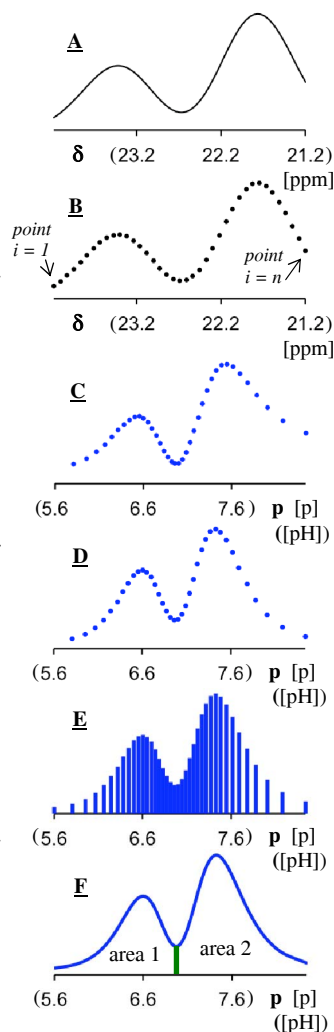 A
δ (23.2 22.2 21.2)
[ppm]
B
point
i = 1
point
i = n
δ (23.2 22.2 21.2)
[ppm]
C
(5.6 6.6 7.6) p [p]
([pH])
D
(5.6 6.6 7.6) p [p]
([pH])
E
(5.6 6.6 7.6) p [p]
([pH])
F
area 1 area 2
(5.6 6.6 7.6) p [p]
([pH])